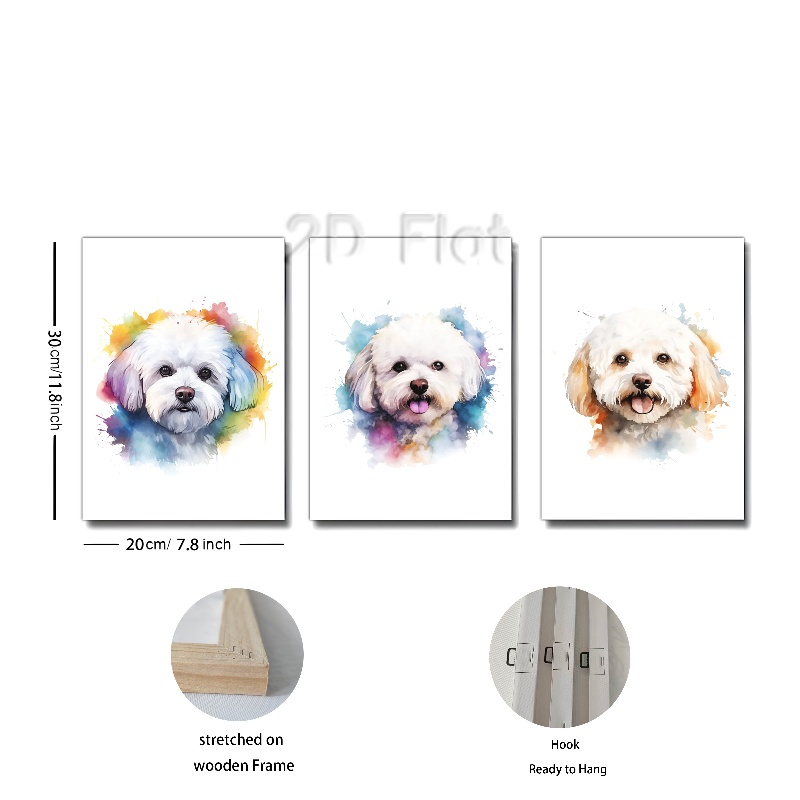 2D Flat
30cm/11.8inch
20cm/ 7.8 inch
stretched on
wooden Frame
Hook
Ready to Hang